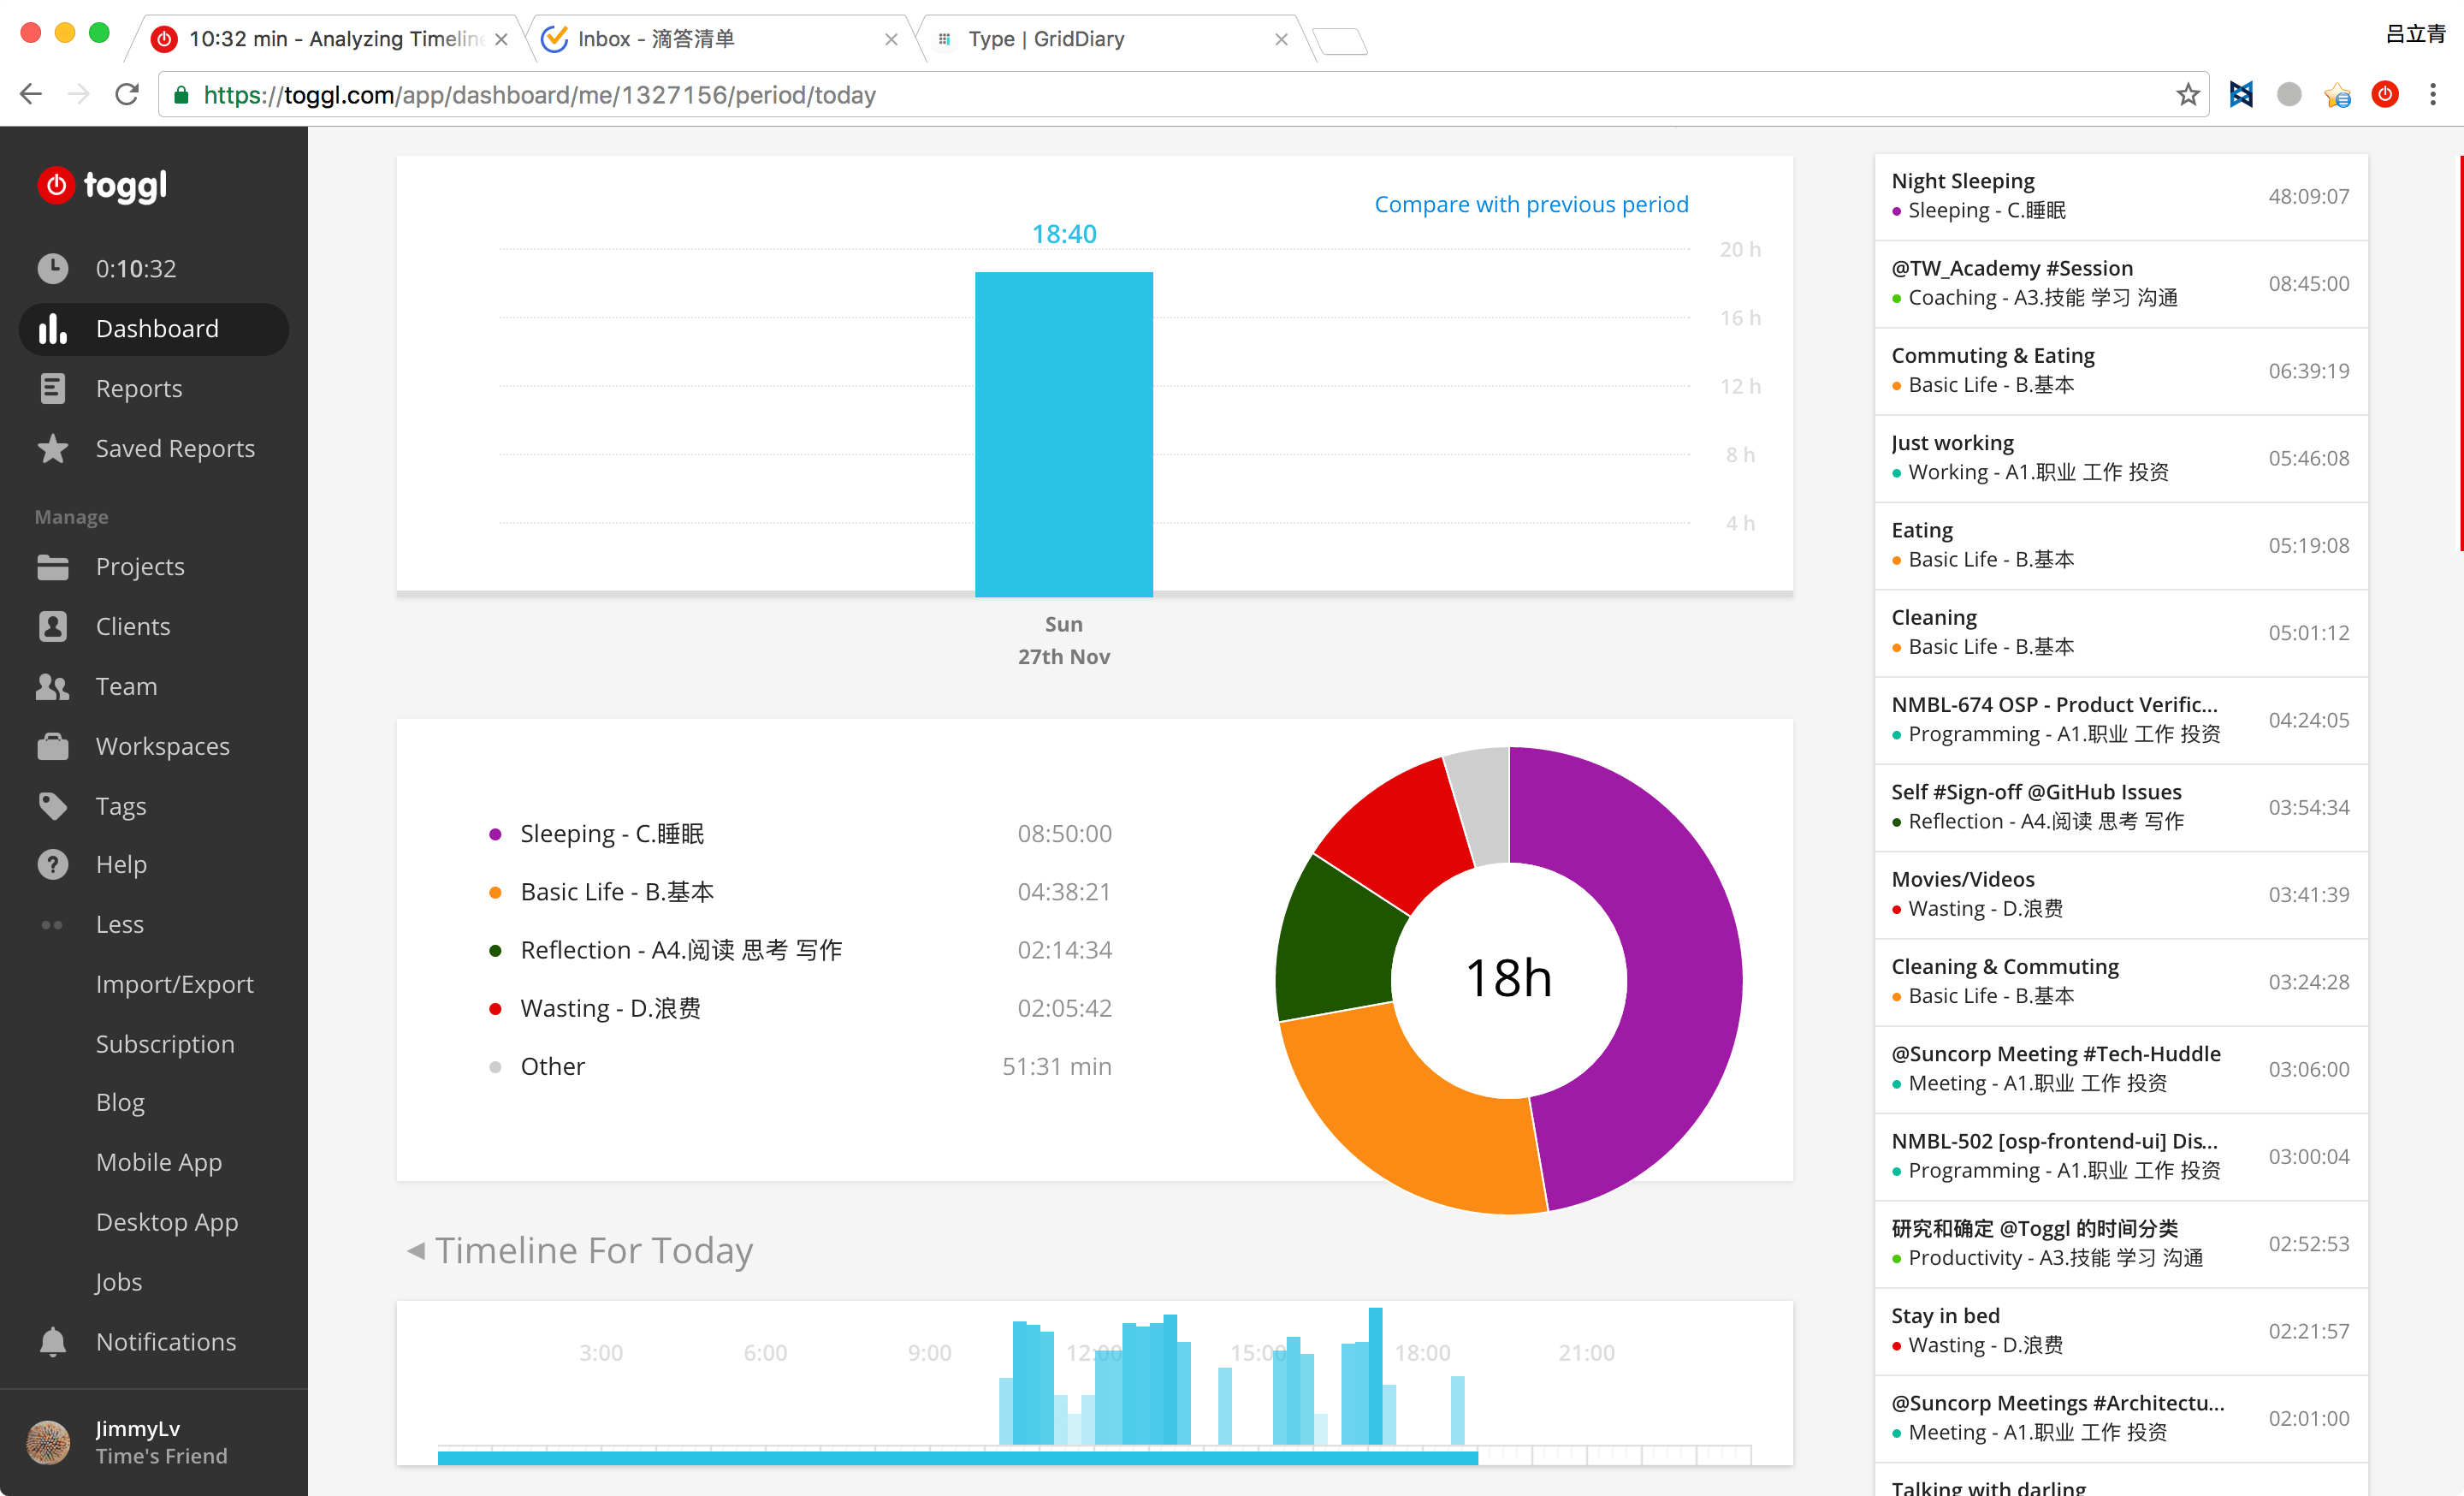 10:32 min - Analyzing Timeline
Inbox - 滴答清单
Type | GridDiary
吕立青
https://toggl.com/app/dashboard/me/1327156/period/today
toggl
0:10:32
Dashboard
Reports
Saved Reports
Manage
Projects
Clients
Team
Workspaces
Tags
Help
Less
Import/Export
Subscription
Blog
Mobile App
Desktop App
Jobs
Notifications
JimmyLv
Time's Friend
Compare with previous period
18:40
20 h
16 h
12 h
8 h
4 h
Sun
27th Nov
Sleeping - C.睡眠 08:50:00
Basic Life - B.基本 04:38:21
Reflection - A4.阅读 思考 写作 02:14:34
Wasting - D.浪费 02:05:42
Other 51:31 min
18h
Timeline For Today
3:00 6:00 9:00 12:00 15:00 18:00 21:00
Night Sleeping
Sleeping - C.睡眠
48:09:07
@TW_Academy #Session
Coaching - A3.技能 学习 沟通
08:45:00
Commuting & Eating
Basic Life - B.基本
06:39:19
Just working
Working - A1.职业 工作 投资
05:46:08
Eating
Basic Life - B.基本
05:19:08
Cleaning
Basic Life - B.基本
05:01:12
NMBL-674 OSP - Product Verific...
Programming - A1.职业 工作 投资
04:24:05
Self #Sign-off @GitHub Issues
Reflection - A4.阅读 思考 写作
03:54:34
Movies/Videos
Wasting - D.浪费
03:41:39
Cleaning & Commuting
Basic Life - B.基本
03:24:28
@Suncorp Meeting #Tech-Huddle
Meeting - A1.职业 工作 投资
03:06:00
NMBL-502 [osp-frontend-ui] Dis...
Programming - A1.职业 工作 投资
03:00:04
研究和确定 @Toggl 的时间分类
Productivity - A3.技能 学习 沟通
02:52:53
Stay in bed
Wasting - D.浪费
02:21:57
@Suncorp Meetings #Architectu...
Meeting - A1.职业 工作 投资
02:01:00
Talking with darling